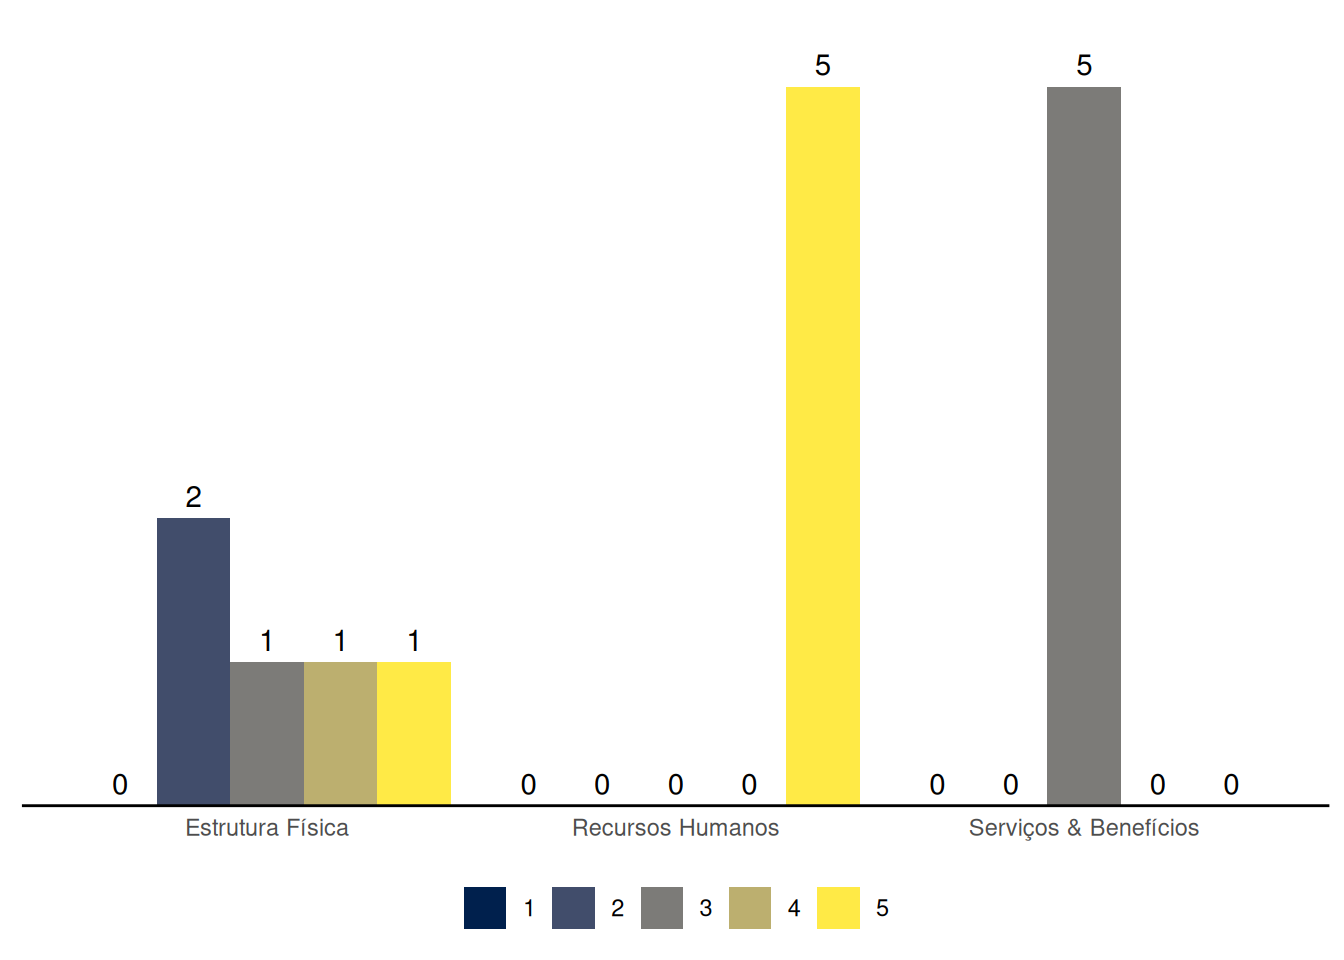 5 5
2
1 1 1
0 0 0 0 0 0 0 0 0
Estrutura Física Recursos Humanos Serviços & Benefícios
1 2 3 4 5